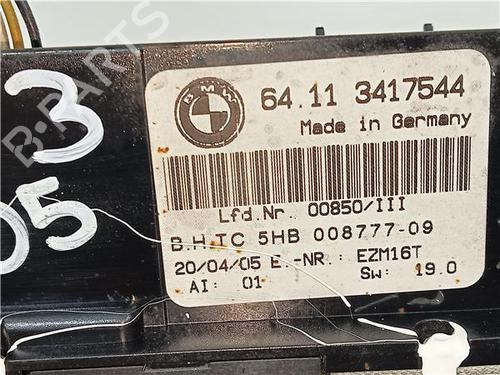 B-PARTS
3
05
BMW
64.11 3417544
Made in Germany
Lfd.Nr. 00850/III
B.H.TC 5HB 008777-09
20/04/05 E.-NR.: EZM16T
AI: 01 Sw: 19.0